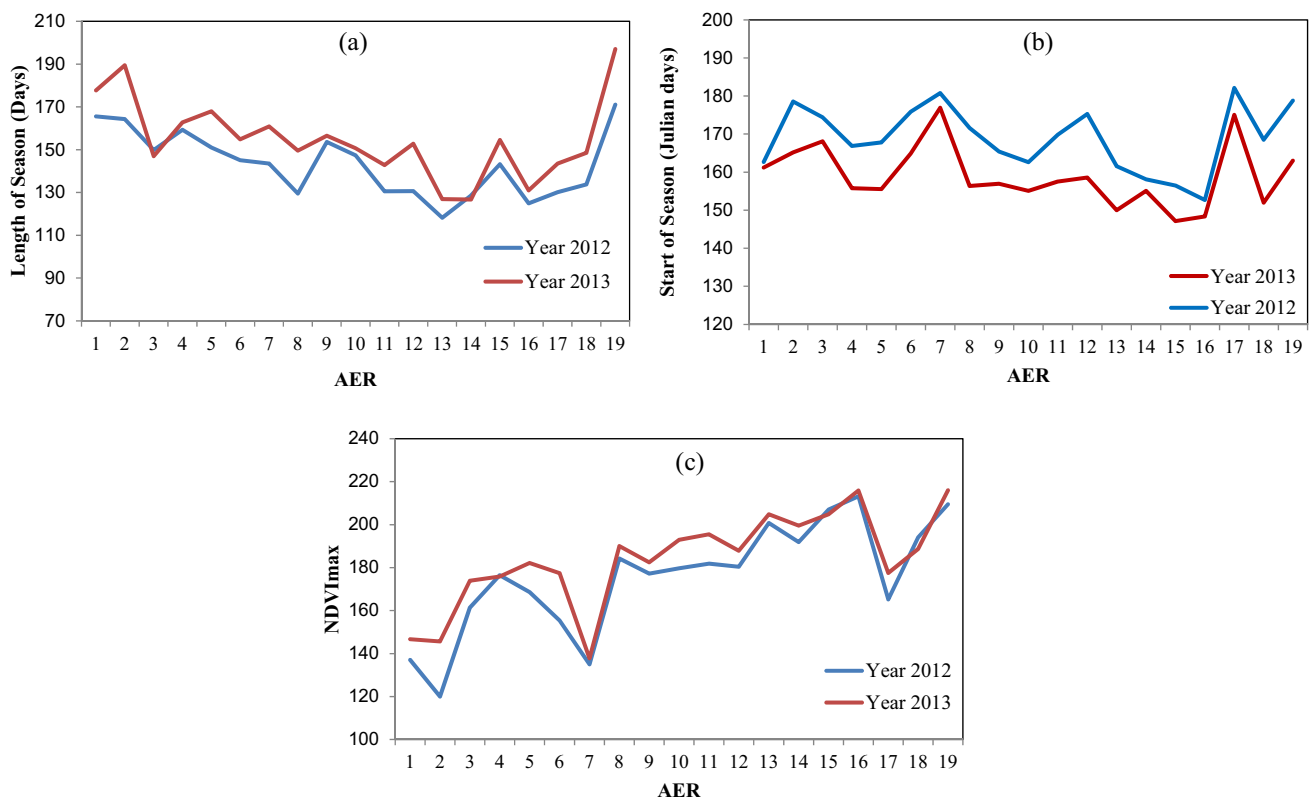 (a)
Length of Season (Days)
210
190
170
150
130
110
90
70
Year 2012
Year 2013
1 2 3 4 5 6 7 8 9 10 11 12 13 14 15 16 17 18 19
AER
(b)
Start of Season (Julian days)
200
190
180
170
160
150
140
130
120
Year 2013
Year 2012
1 2 3 4 5 6 7 8 9 10 11 12 13 14 15 16 17 18 19
AER
(c)
NDVImax
240
220
200
180
160
140
120
100
Year 2012
Year 2013
1 2 3 4 5 6 7 8 9 10 11 12 13 14 15 16 17 18 19
AER